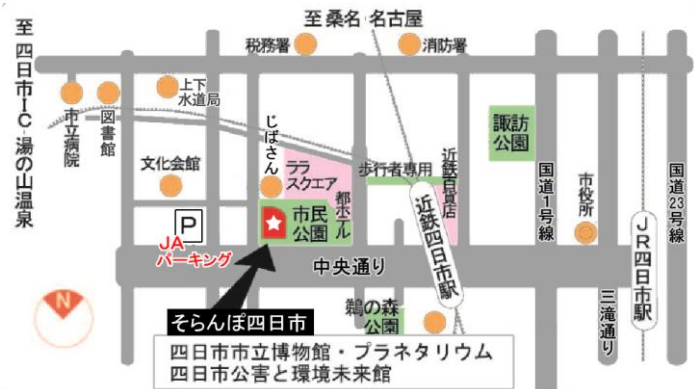 至 桑名・名古屋
至 四日市IC・湯の山温泉
税務署
消防署
上下
水道局
市立病院
図書館
じばさん
諏訪
公園
文化会館
ララ
スクエア
歩行者専用
近鉄百貨店
都ホテル
国道1号線
市役所
国道23号線
P
JA
パーキング
市民
公園
近鉄四日市駅
JR四日市駅
中央通り
三滝通り
N
そらんぽ四日市
鵜の森
公園
四日市市立博物館・プラネタリウム
四日市公害と環境未来館